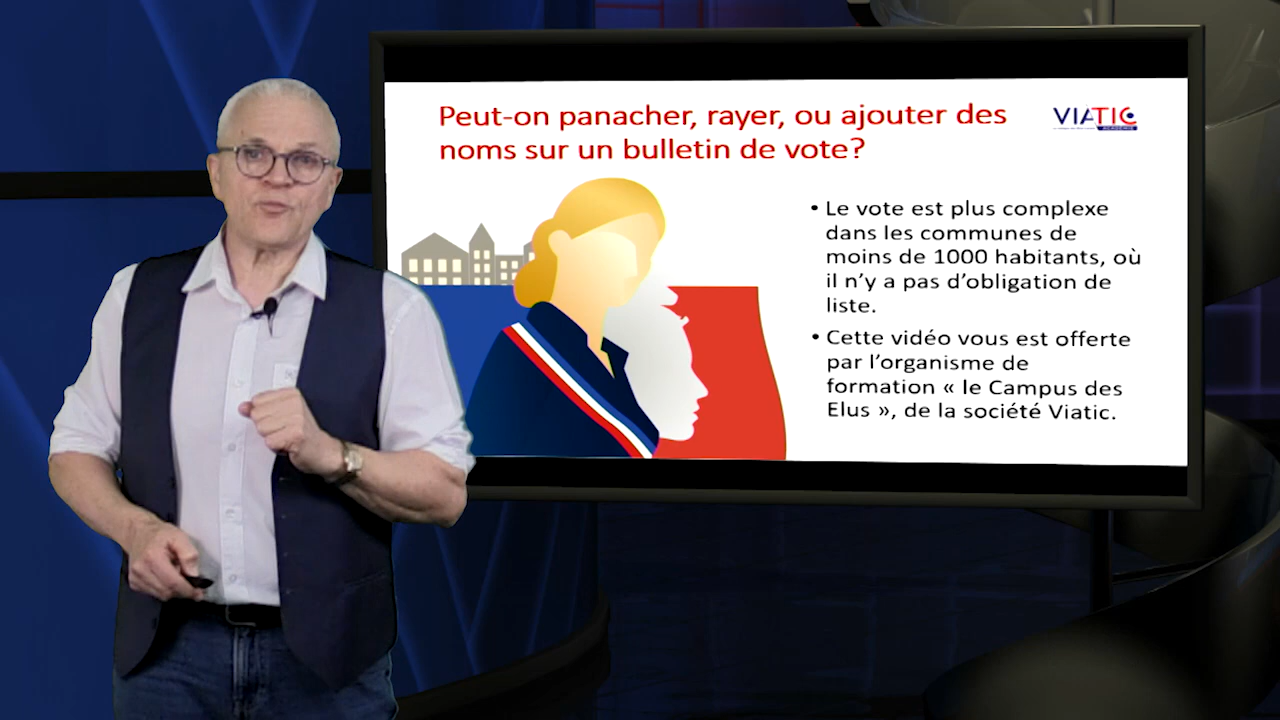 Peut-on panacher, rayer, ou ajouter des
noms sur un bulletin de vote?
VIATIC
ACADEMIE
• Le vote est plus complexe
dans les communes de
moins de 1000 habitants, où
il n’y a pas d’obligation de
liste.
• Cette vidéo vous est offerte
par l’organisme de
formation « le Campus des
Elus », de la société Viatic.